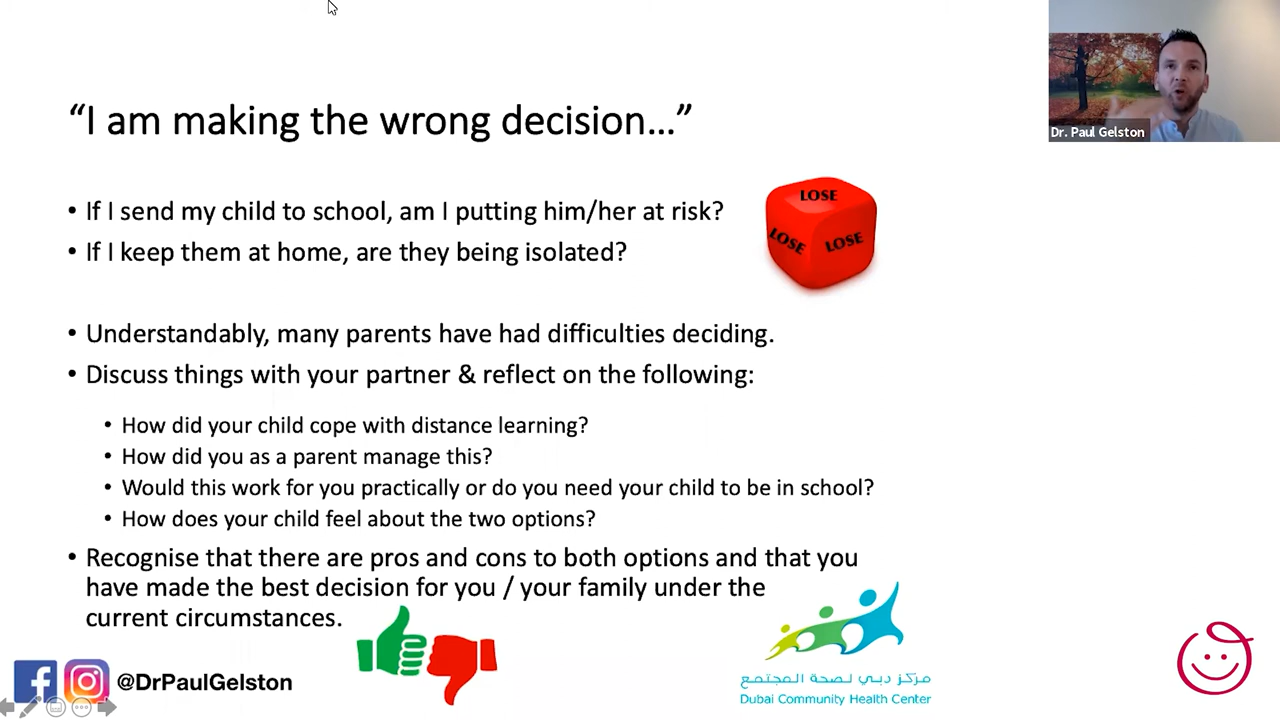 Dr. Paul Gelston
“I am making the wrong decision…”
• If I send my child to school, am I putting him/her at risk?
• If I keep them at home, are they being isolated?
LOSE
LOSE
LOSE
• Understandably, many parents have had difficulties deciding.
• Discuss things with your partner & reflect on the following:
• How did your child cope with distance learning?
• How did you as a parent manage this?
• Would this work for you practically or do you need your child to be in school?
• How does your child feel about the two options?
• Recognise that there are pros and cons to both options and that you
have made the best decision for you / your family under the
current circumstances.
@DrPaulGelston
مركز دبي لصحة المجتمع
Dubai Community Health Center